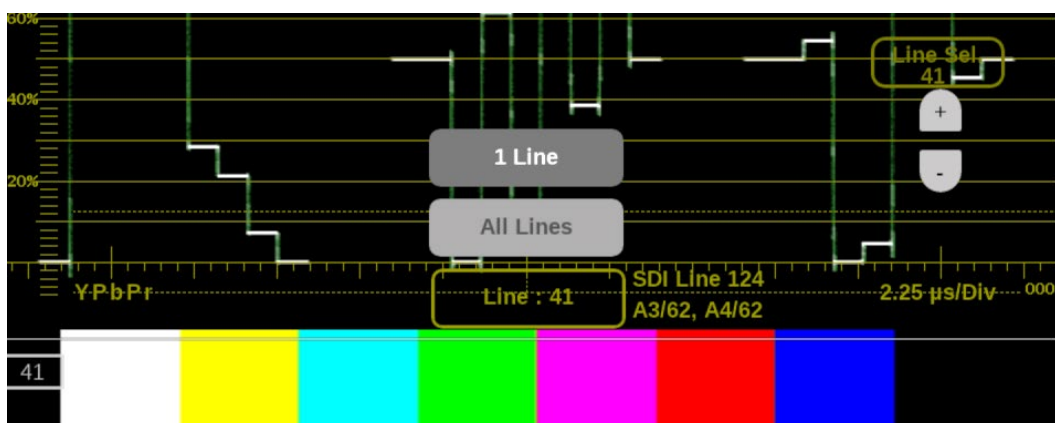 60%
Line Sel
41
40%
+
1 Line
20%
-
All Lines
YPbPr
Line : 41
SDI Line 124
A3/62, A4/62
2.25 µs/Div
000
41